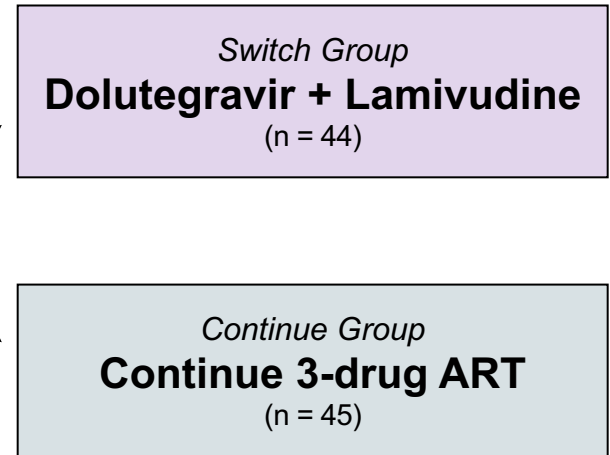 Switch Group
Dolutegravir + Lamivudine
(n = 44)
Continue Group
Continue 3-drug ART
(n = 45)